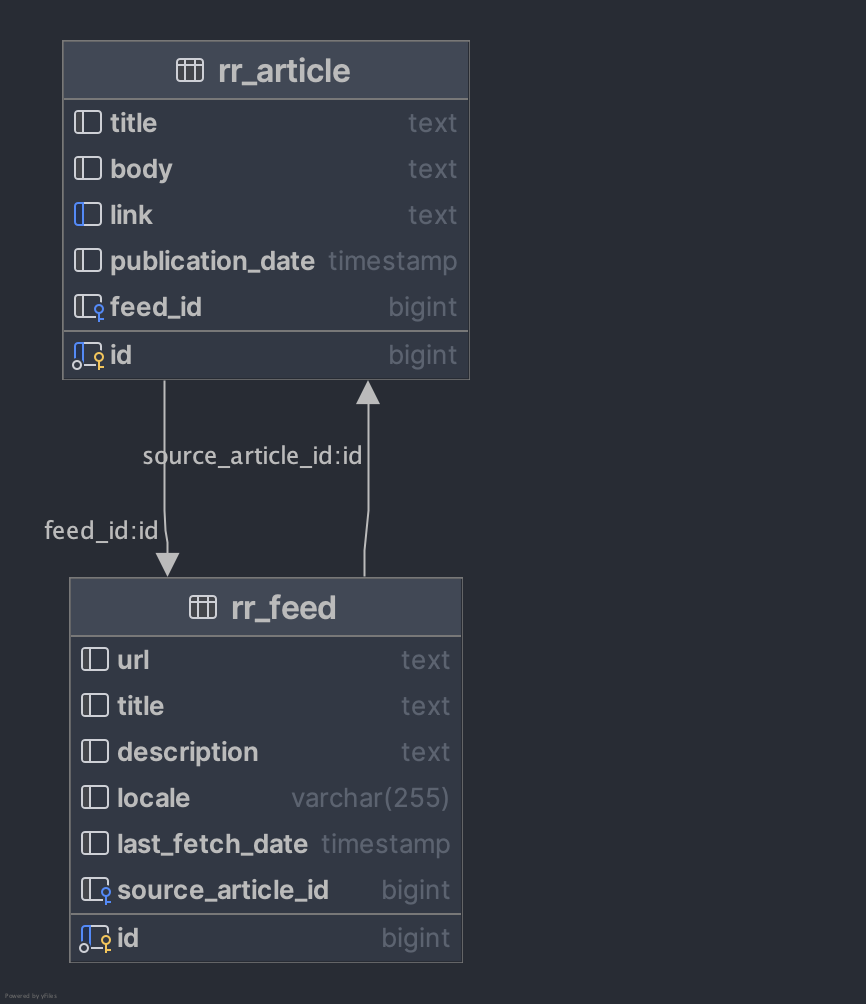 rr_article
title text
body text
link text
publication_date timestamp
feed_id bigint
id bigint
source_article_id:id
feed_id:id
rr_feed
url text
title text
description text
locale varchar(255)
last_fetch_date timestamp
source_article_id bigint
id bigint
Powered by yFiles